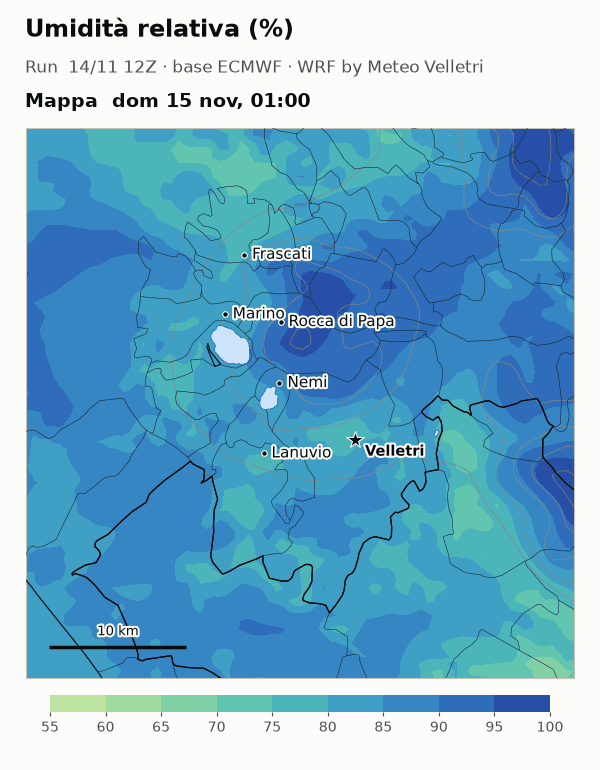 Umidità relativa (%)
Run  14/11 12Z · base ECMWF · WRF by Meteo Velletri
Mappa  dom 15 nov, 01:00
Frascati
Marino
Rocca di Papa
Nemi
Velletri
Lanuvio
10 km
55 60 65 70 75 80 85 90 95 100